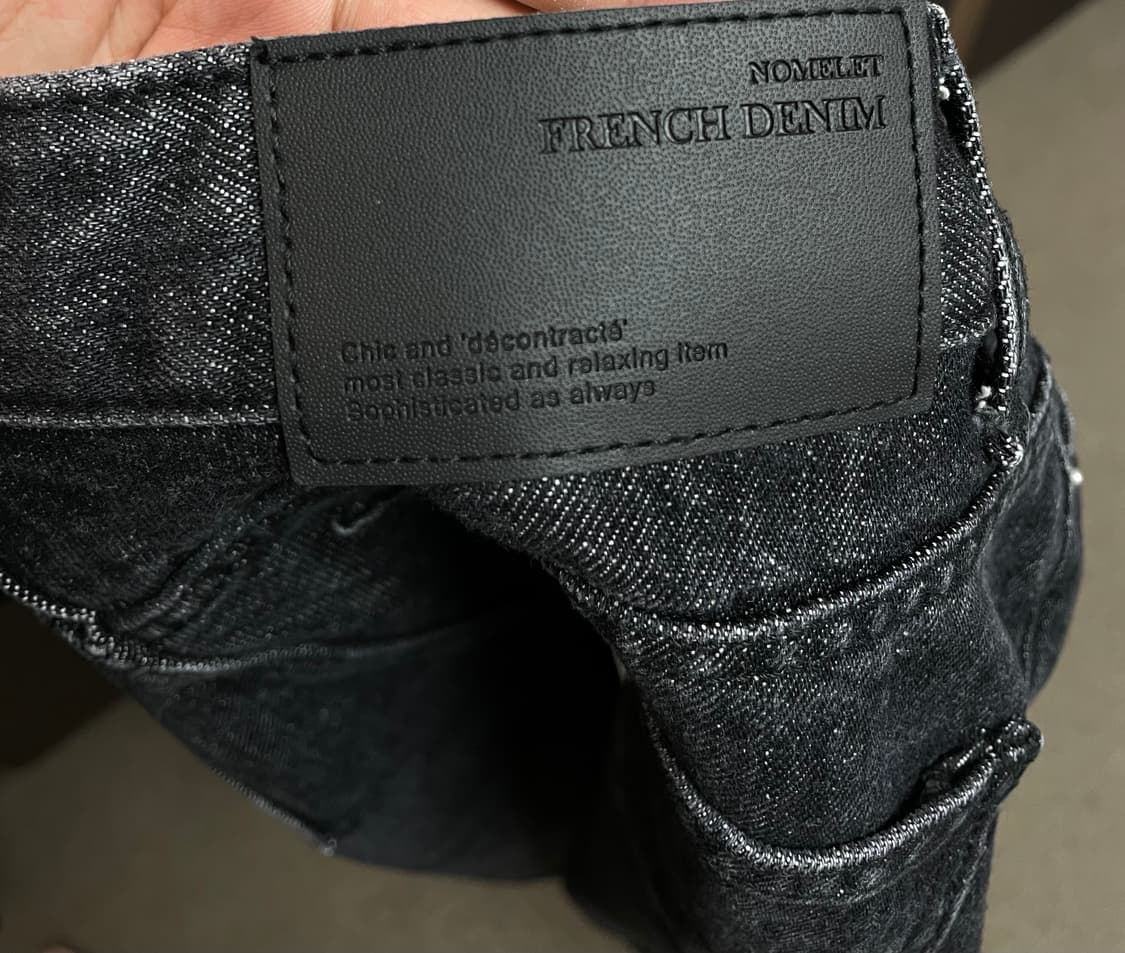 NOMELET
FRENCH DENIM
Chic and 'décontracté'
most classic and relaxing item
Sophisticated as always